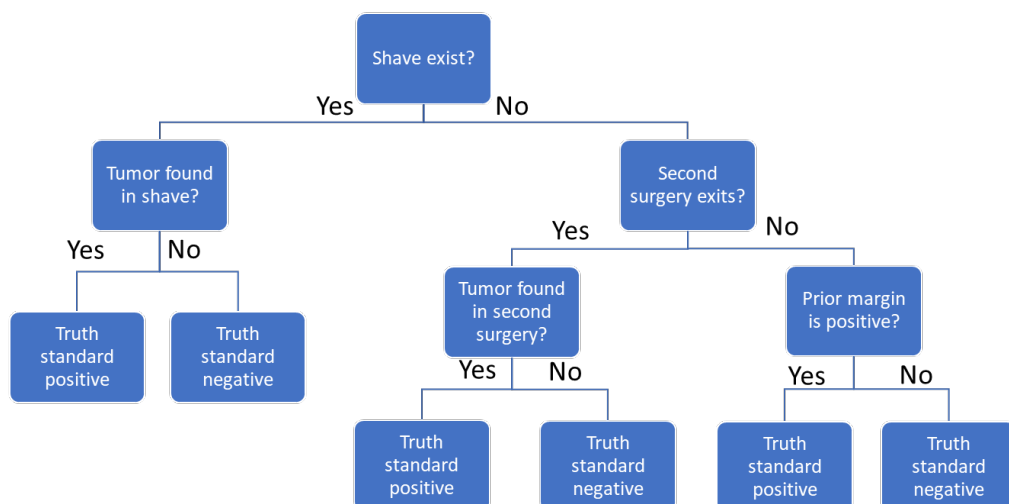 Shave exist?
Yes
No
Tumor found
in shave?
Second
surgery exits?
Yes
No
Yes
No
Tumor found
in second
surgery?
Prior margin
is positive?
Truth
standard
positive
Truth
standard
negative
Yes
No
Yes
No
Truth
standard
positive
Truth
standard
negative
Truth
standard
positive
Truth
standard
negative